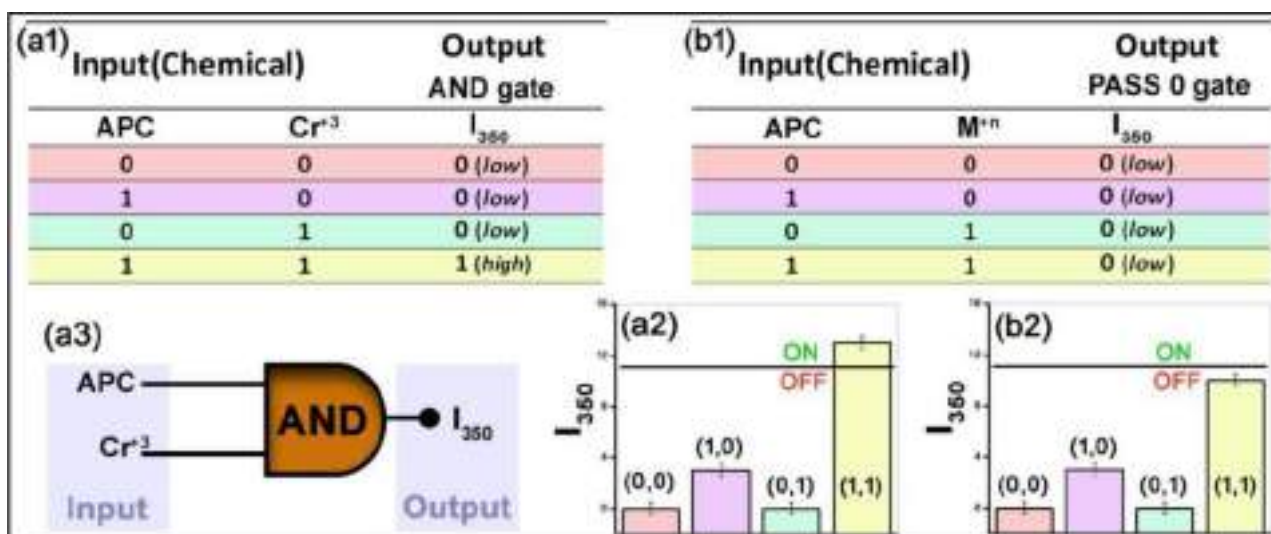 (a1) Input(Chemical) Output
AND gate
APC Cr⁺³ I₃₅₀
0 0 0 (low)
1 0 0 (low)
0 1 0 (low)
1 1 1 (high)
(b1) Input(Chemical) Output
PASS 0 gate
APC M⁺ⁿ I₃₅₀
0 0 0 (low)
1 0 0 (low)
0 1 0 (low)
1 1 0 (low)
(a3)
APC
Cr⁺³
AND
I₃₅₀
Input
Output
(a2)
ON
OFF
I₃₅₀
(0,0)
(1,0)
(0,1)
(1,1)
(b2)
ON
OFF
I₃₅₀
(0,0)
(1,0)
(0,1)
(1,1)